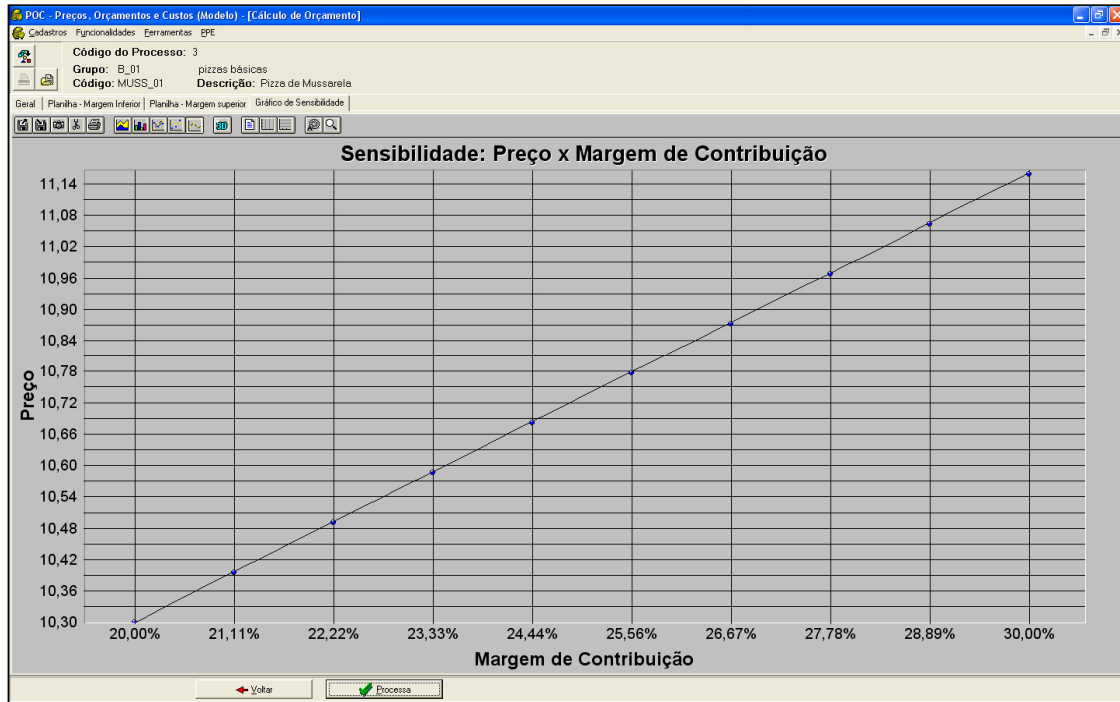 POC - Preços, Orçamentos e Custos (Modelo) - [Cálculo de Orçamento]
Cadastros Funcionalidades Ferramentas PPE
Código do Processo: 3
Grupo: B_01 pizzas básicas
Código: MUSS_01 Descrição: Pizza de Mussarela
Geral Planilha - Margem Inferior Planilha - Margem superior Gráfico de Sensibilidade
3D
Sensibilidade: Preço x Margem de Contribuição
11,14
11,08
11,02
10,96
10,90
10,84
10,78
10,72
10,66
10,60
10,54
10,48
10,42
10,36
10,30
Preço
20,00% 21,11% 22,22% 23,33% 24,44% 25,56% 26,67% 27,78% 28,89% 30,00%
Margem de Contribuição
Voltar Processa